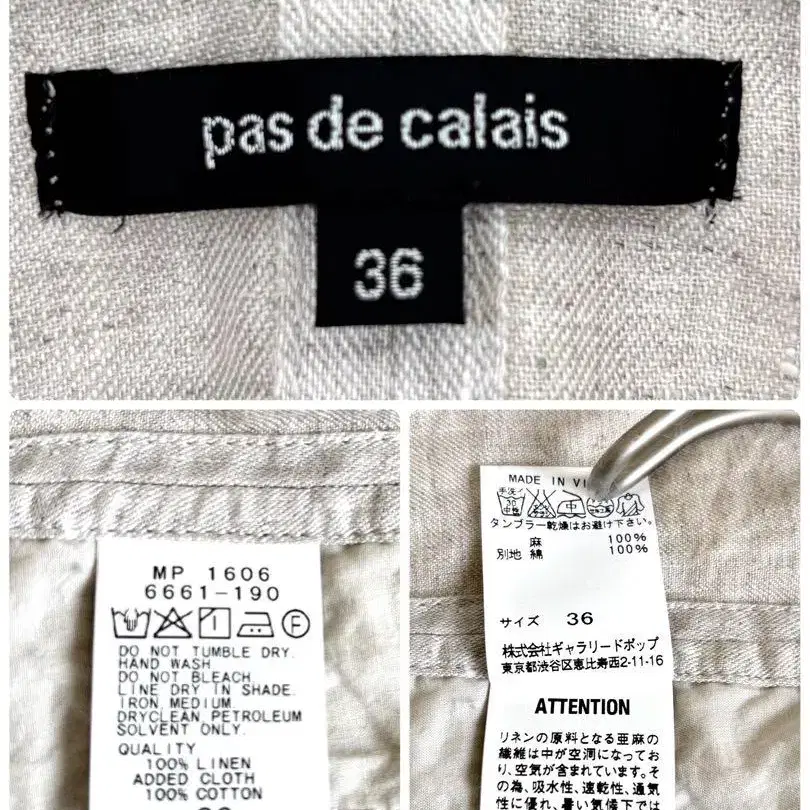 pas de calais
36
MP 1606
6661-190
DO NOT TUMBLE DRY.
HAND WASH.
DO NOT BLEACH.
LINE DRY IN SHADE.
IRON, MEDIUM.
DRYCLEAN, PETROLEUM
SOLVENT ONLY.
QUALITY
100% LINEN
ADDED CLOTH
100% COTTON
MADE IN
手洗イ
30
中性
中
タンブラー乾燥はお避け下さい。
麻 100%
別地 綿 100%
サイズ 36
株式会社ギャラリードポップ
東京都渋谷区恵比寿西2-11-16
ATTENTION
リネンの原料となる亜麻の
繊維は中が空洞になってお
り、空気が含まれています。そ
の為、吸水性、速乾性、通気
性に優れ、暑い気候下では